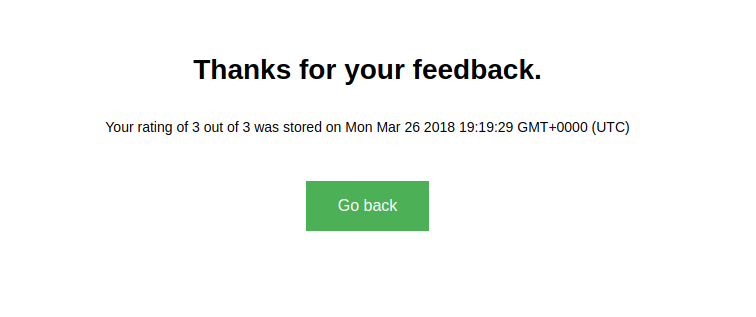 Thanks for your feedback.
Your rating of 3 out of 3 was stored on Mon Mar 26 2018 19:19:29 GMT+0000 (UTC)
Go back